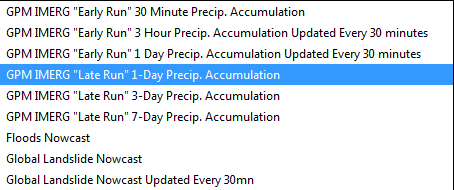 GPM IMERG "Early Run" 30 Minute Precip. Accumulation
GPM IMERG "Early Run" 3 Hour Precip. Accumulation Updated Every 30 minutes
GPM IMERG "Early Run" 1 Day Precip. Accumulation Updated Every 30 minutes
GPM IMERG "Late Run" 1-Day Precip. Accumulation
GPM IMERG "Late Run" 3-Day Precip. Accumulation
GPM IMERG "Late Run" 7-Day Precip. Accumulation
Floods Nowcast
Global Landslide Nowcast
Global Landslide Nowcast Updated Every 30mn